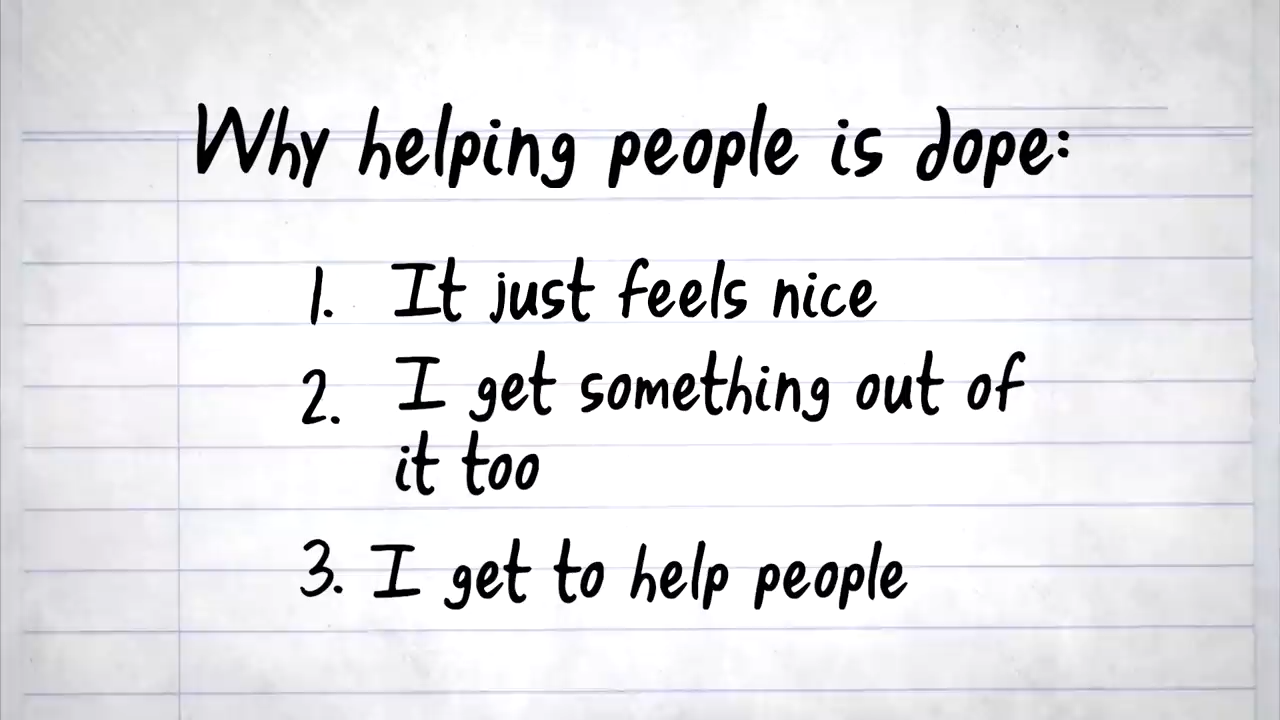 Why helping people is dope:
1. It just feels nice
2. I get something out of
it too
3. I get to help people